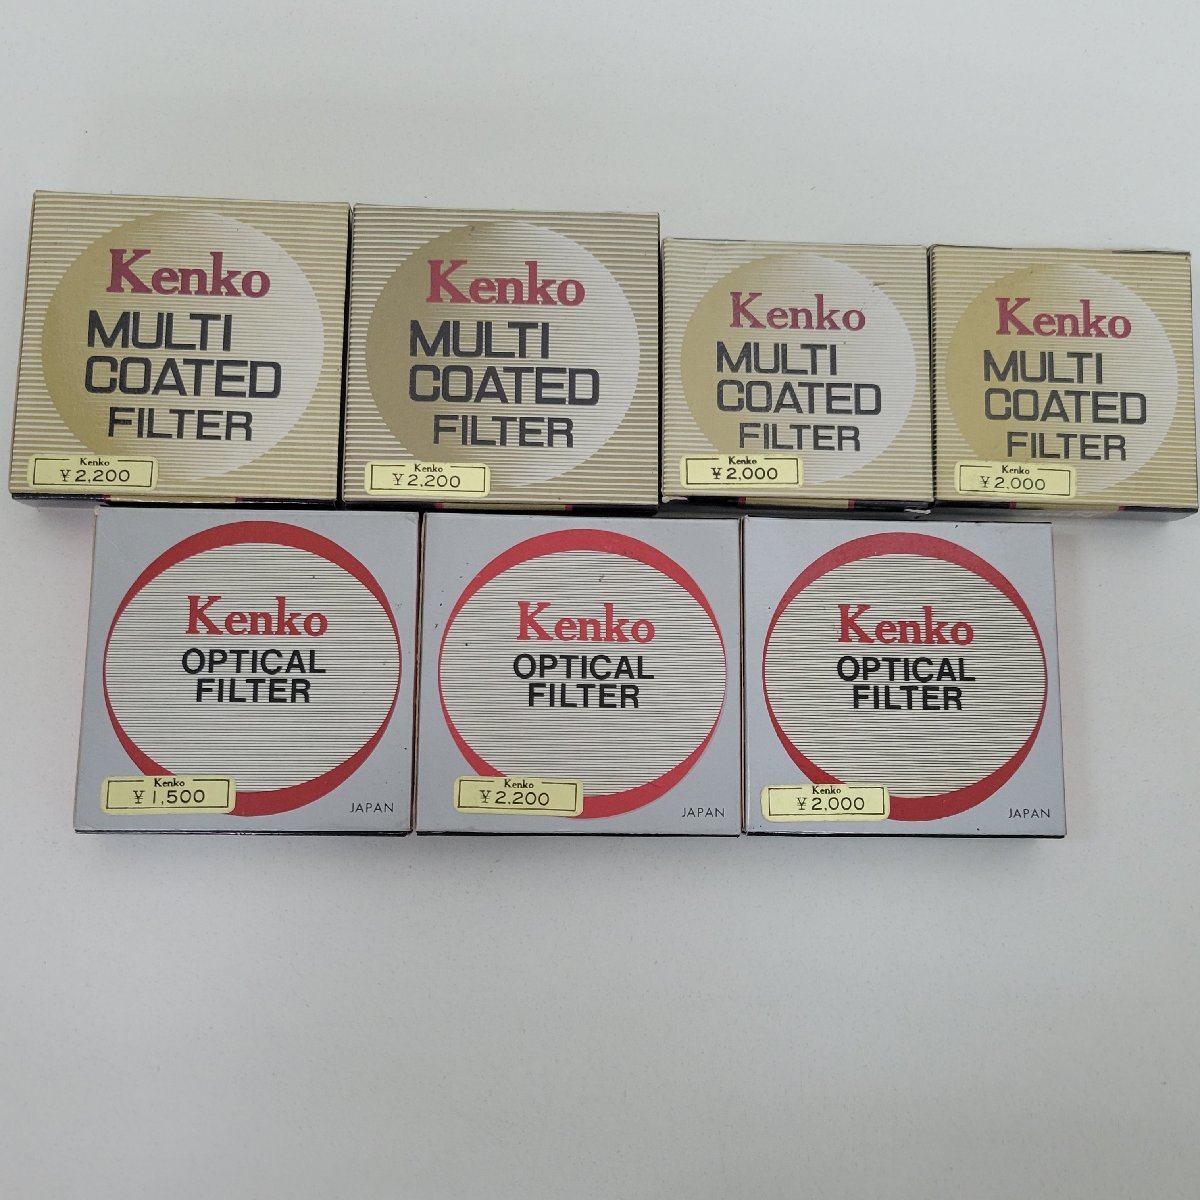 Kenko
MULTI
COATED
FILTER
Kenko
¥2,200
Kenko
MULTI
COATED
FILTER
Kenko
¥2,200
Kenko
MULTI
COATED
FILTER
Kenko
¥2,000
Kenko
MULTI
COATED
FILTER
Kenko
¥2,000
Kenko
OPTICAL
FILTER
Kenko
¥1,500
JAPAN
Kenko
OPTICAL
FILTER
Kenko
¥2,200
JAPAN
Kenko
OPTICAL
FILTER
Kenko
¥2,000
JAPAN